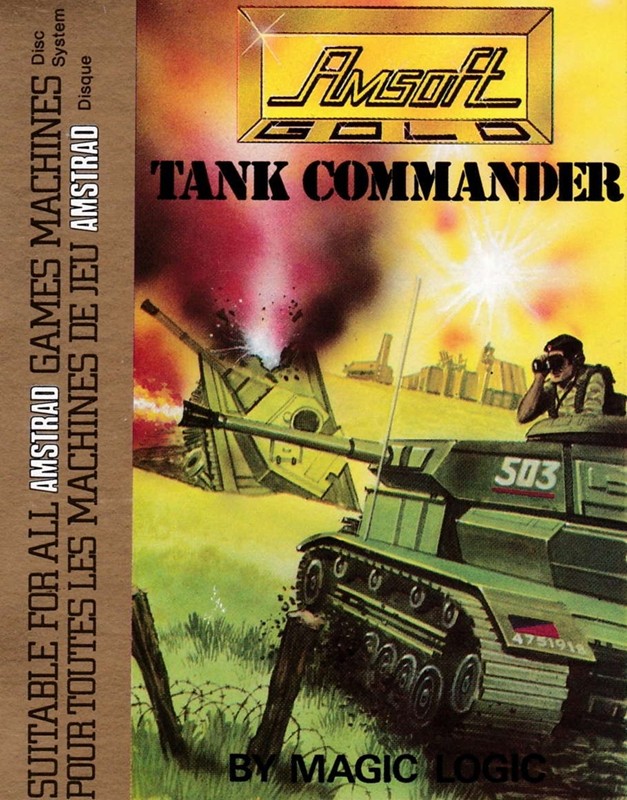 Amsoft
GOLD
TANK COMMANDER
503
4751918
BY MAGIC LOGIC
SUITABLE FOR ALL AMSTRAD GAMES MACHINES Disc System
POUR TOUTES LES MACHINES DE JEU AMSTRAD Disque